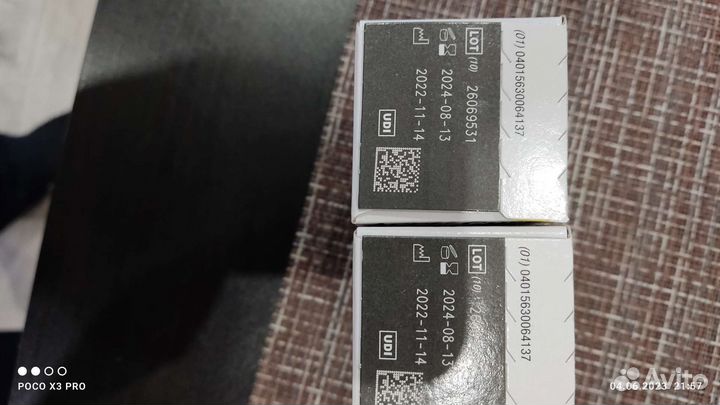 (01) 04015630064137
LOT (10) 26069531
2024-08-13
2022-11-14
UDI
(01) 04015630064137
LOT (10)
2024-08-13
2022-11-14
UDI
POCO X3 PRO
04.06.2023 21:57
Avito